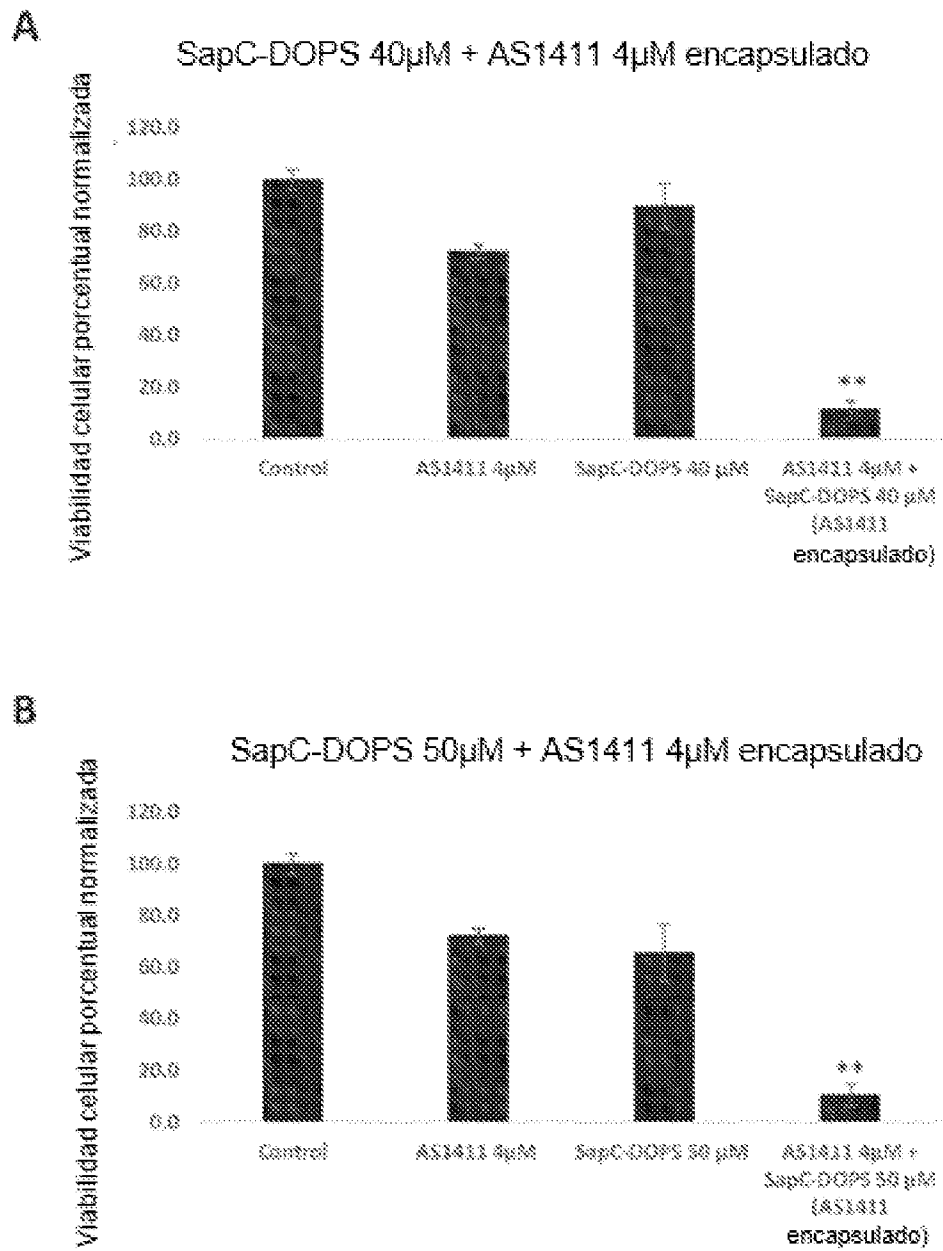 A
SapC-DOPS 40µM + AS1411 4µM encapsulado
Viabilidad celular porcentual normalizada
120.0
100.0
80.0
60.0
40.0
20.0
0.0
**
Control
AS1411 4µM
SapC-DOPS 40 µM
AS1411 4µM +
SapC-DOPS 40 µM
(AS1411
encapsulado)
B
SapC-DOPS 50µM + AS1411 4µM encapsulado
Viabilidad celular porcentual normalizada
120.0
100.0
80.0
60.0
40.0
20.0
0.0
**
Control
AS1411 4µM
SapC-DOPS 50 µM
AS1411 4µM +
SapC-DOPS 50 µM
(AS1411
encapsulado)